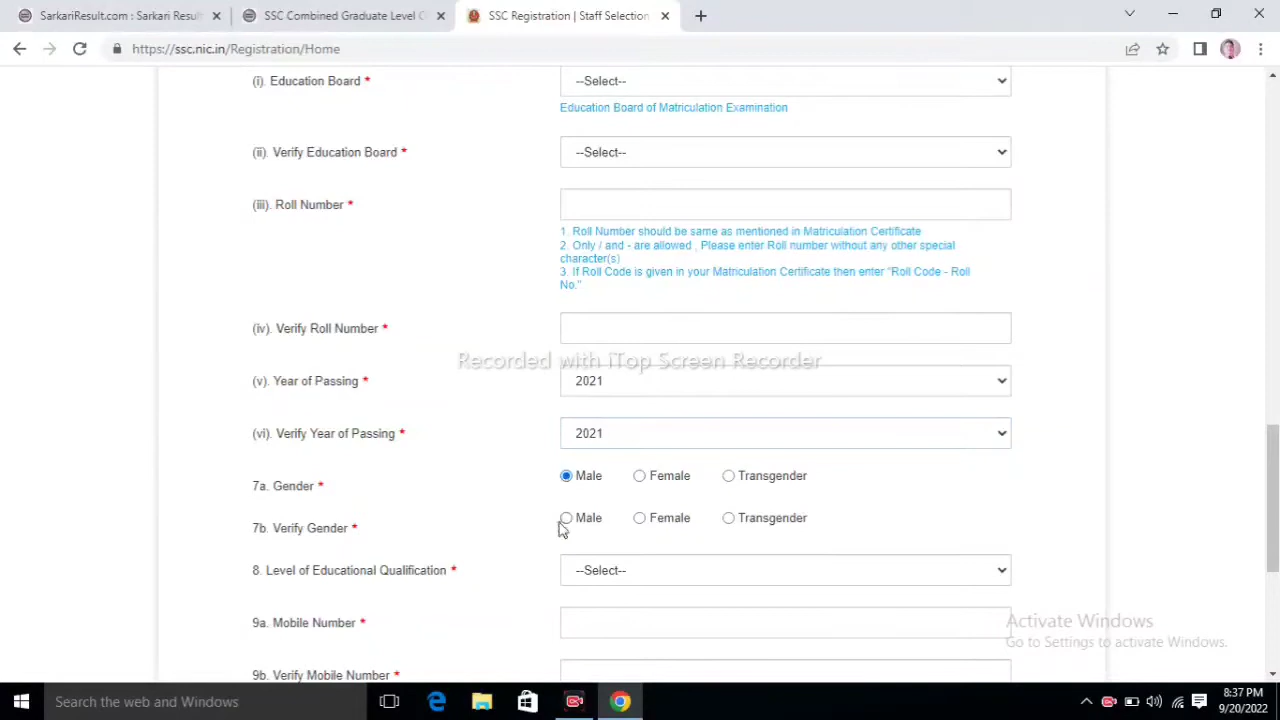 SarkariResult.com : Sarkari Resul
SSC Combined Graduate Level C
SSC Registration | Staff Selection
https://ssc.nic.in/Registration/Home
(i). Education Board *
--Select--
Education Board of Matriculation Examination
(ii). Verify Education Board *
--Select--
(iii). Roll Number *
1. Roll Number should be same as mentioned in Matriculation Certificate
2. Only / and - are allowed , Please enter Roll number without any other special
character(s)
3. If Roll Code is given in your Matriculation Certificate then enter "Roll Code - Roll
No."
(iv). Verify Roll Number *
Recorded with iTop Screen Recorder
(v). Year of Passing *
2021
(vi). Verify Year of Passing *
2021
7a. Gender *
Male
Female
Transgender
7b. Verify Gender *
Male
Female
Transgender
8. Level of Educational Qualification *
--Select--
9a. Mobile Number *
Activate Windows
Go to Settings to activate Windows.
9b. Verify Mobile Number *
Search the web and Windows
8:37 PM
9/20/2022